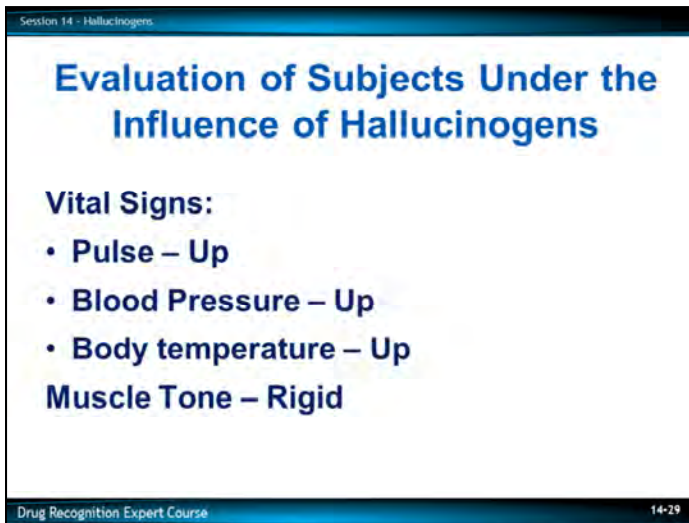 Session 14 - Hallucinogens
Evaluation of Subjects Under the
Influence of Hallucinogens
Vital Signs:
• Pulse – Up
• Blood Pressure – Up
• Body temperature – Up
Muscle Tone – Rigid
Drug Recognition Expert Course
14-29